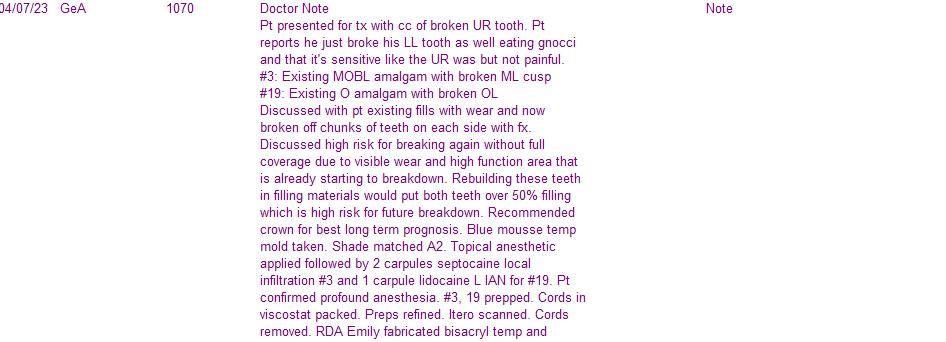 04/07/23 GeA 1070 Doctor Note Note
Pt presented for tx with cc of broken UR tooth. Pt
reports he just broke his LL tooth as well eating gnocci
and that it's sensitive like the UR was but not painful.
#3: Existing MOBL amalgam with broken ML cusp
#19: Existing O amalgam with broken OL
Discussed with pt existing fills with wear and now
broken off chunks of teeth on each side with fx.
Discussed high risk for breaking again without full
coverage due to visible wear and high function area that
is already starting to breakdown. Rebuilding these teeth
in filling materials would put both teeth over 50% filling
which is high risk for future breakdown. Recommended
crown for best long term prognosis. Blue mousse temp
mold taken. Shade matched A2. Topical anesthetic
applied followed by 2 carpules septocaine local
infiltration #3 and 1 carpule lidocaine L IAN for #19. Pt
confirmed profound anesthesia. #3, 19 prepped. Cords in
viscostat packed. Preps refined. Itero scanned. Cords
removed. RDA Emily fabricated bisacryl temp and